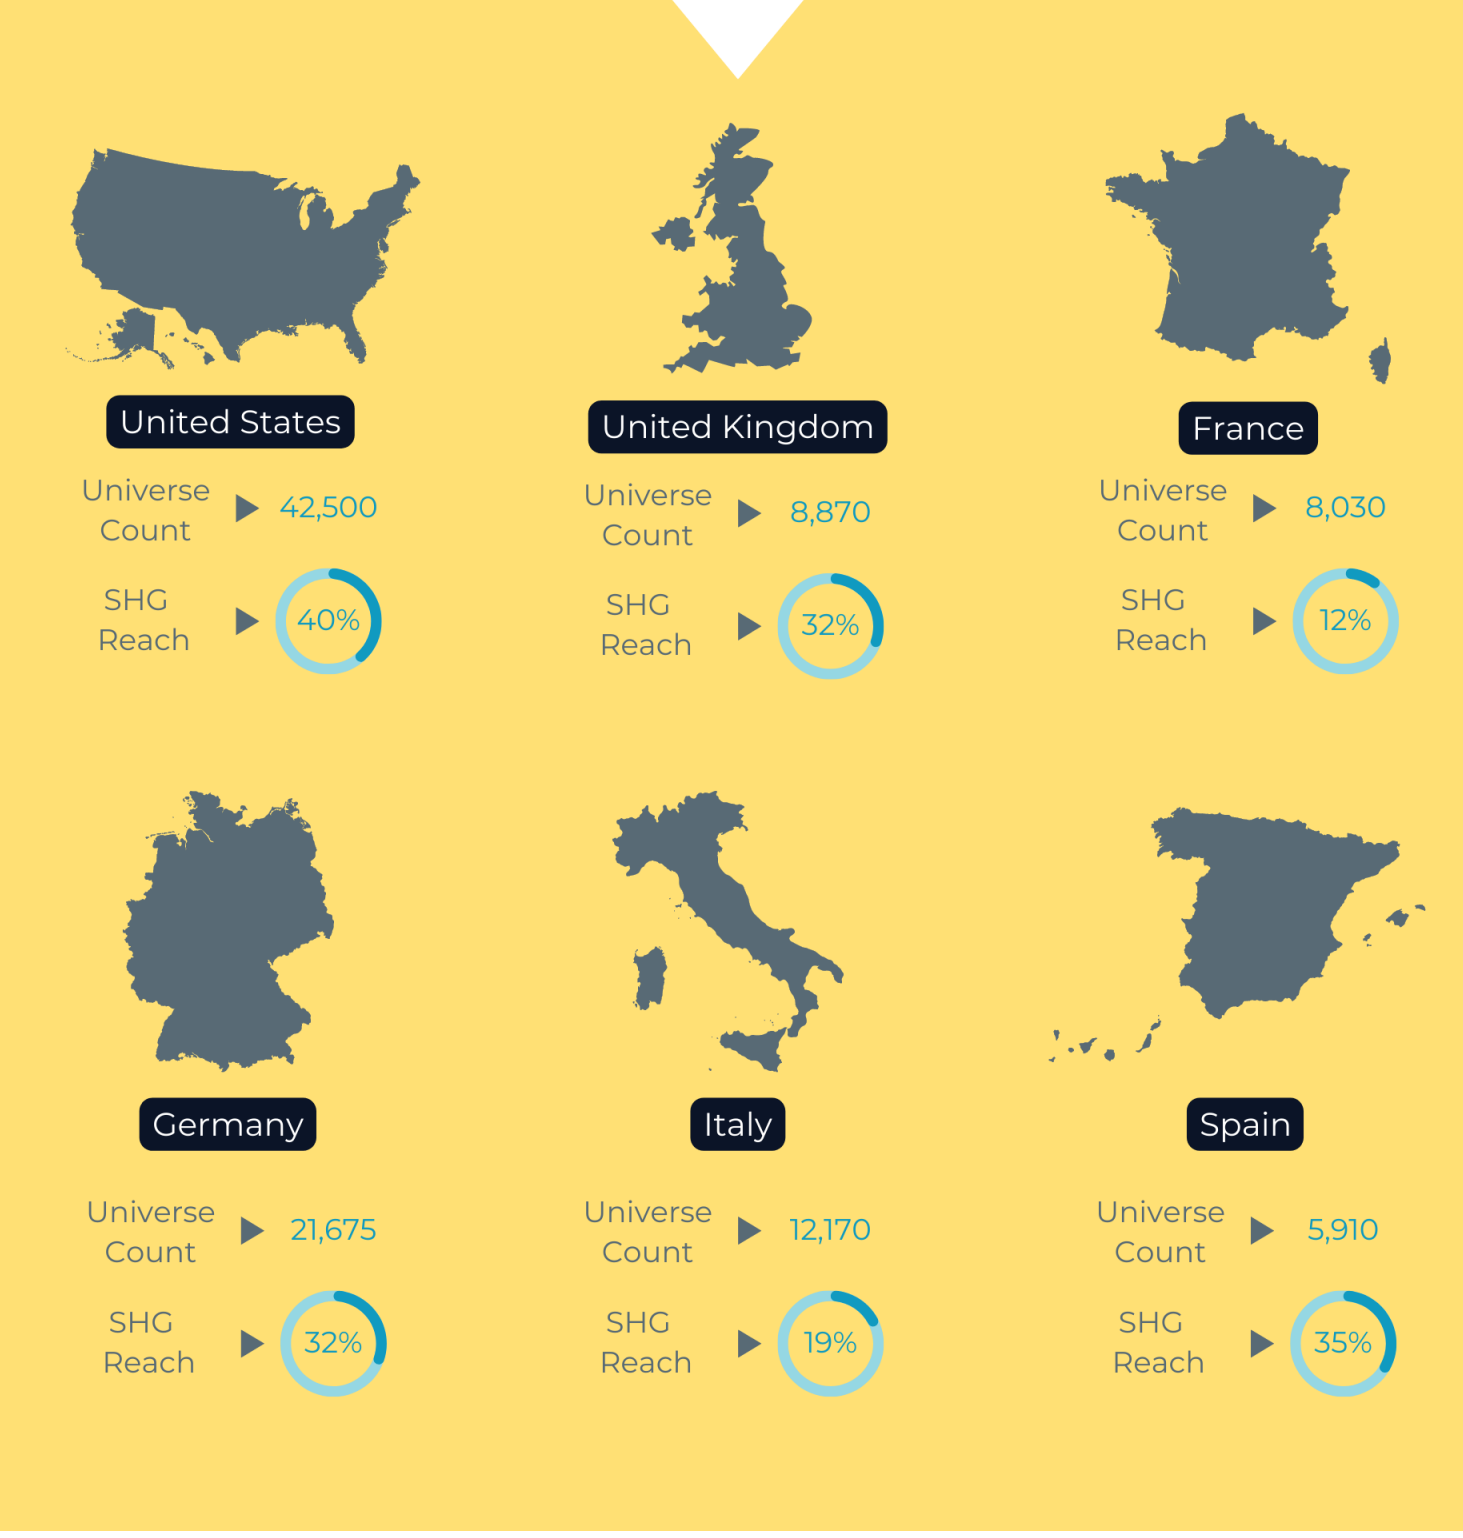 United States
Universe
Count
42,500
SHG
Reach
40%
United Kingdom
Universe
Count
8,870
SHG
Reach
32%
France
Universe
Count
8,030
SHG
Reach
12%
Germany
Universe
Count
21,675
SHG
Reach
32%
Italy
Universe
Count
12,170
SHG
Reach
19%
Spain
Universe
Count
5,910
SHG
Reach
35%